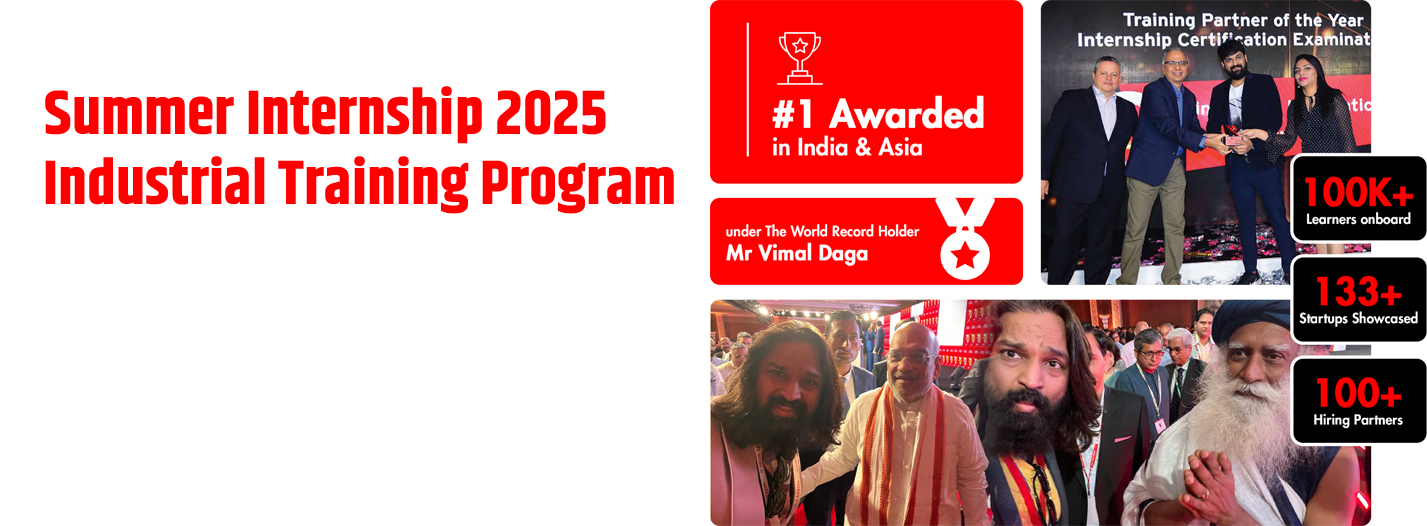 Summer Internship 2025
Industrial Training Program
#1 Awarded
in India & Asia
under The World Record Holder
Mr Vimal Daga
Training Partner of the Year
Internship Certification Examinat
100K+
Learners onboard
133+
Startups Showcased
100+
Hiring Partners